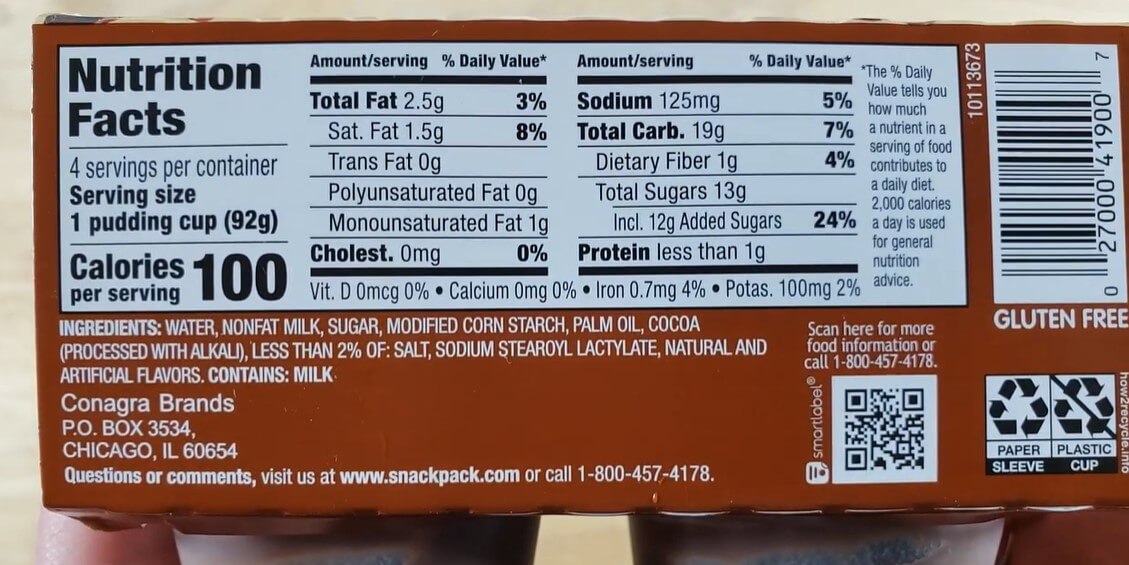 Nutrition
Facts
4 servings per container
Serving size
1 pudding cup (92g)
Calories
per serving
100
Amount/serving % Daily Value*
Total Fat 2.5g 3%
Sat. Fat 1.5g 8%
Trans Fat 0g
Polyunsaturated Fat 0g
Monounsaturated Fat 1g
Cholest. 0mg 0%
Amount/serving % Daily Value*
Sodium 125mg 5%
Total Carb. 19g 7%
Dietary Fiber 1g 4%
Total Sugars 13g
Incl. 12g Added Sugars 24%
Protein less than 1g
Vit. D 0mcg 0% • Calcium 0mg 0% • Iron 0.7mg 4% • Potas. 100mg 2%
*The % Daily
Value tells you
how much
a nutrient in a
serving of food
contributes to
a daily diet.
2,000 calories
a day is used
for general
nutrition
advice.
10113673
0 27000 41900 7
GLUTEN FREE
INGREDIENTS: WATER, NONFAT MILK, SUGAR, MODIFIED CORN STARCH, PALM OIL, COCOA
(PROCESSED WITH ALKALI), LESS THAN 2% OF: SALT, SODIUM STEAROYL LACTYLATE, NATURAL AND
ARTIFICIAL FLAVORS. CONTAINS: MILK
Conagra Brands
P.O. BOX 3534,
CHICAGO, IL 60654
Questions or comments, visit us at www.snackpack.com or call 1-800-457-4178.
Scan here for more
food information or
call 1-800-457-4178.
smartlabel®
PAPER
SLEEVE
PLASTIC
CUP
how2recycle.info